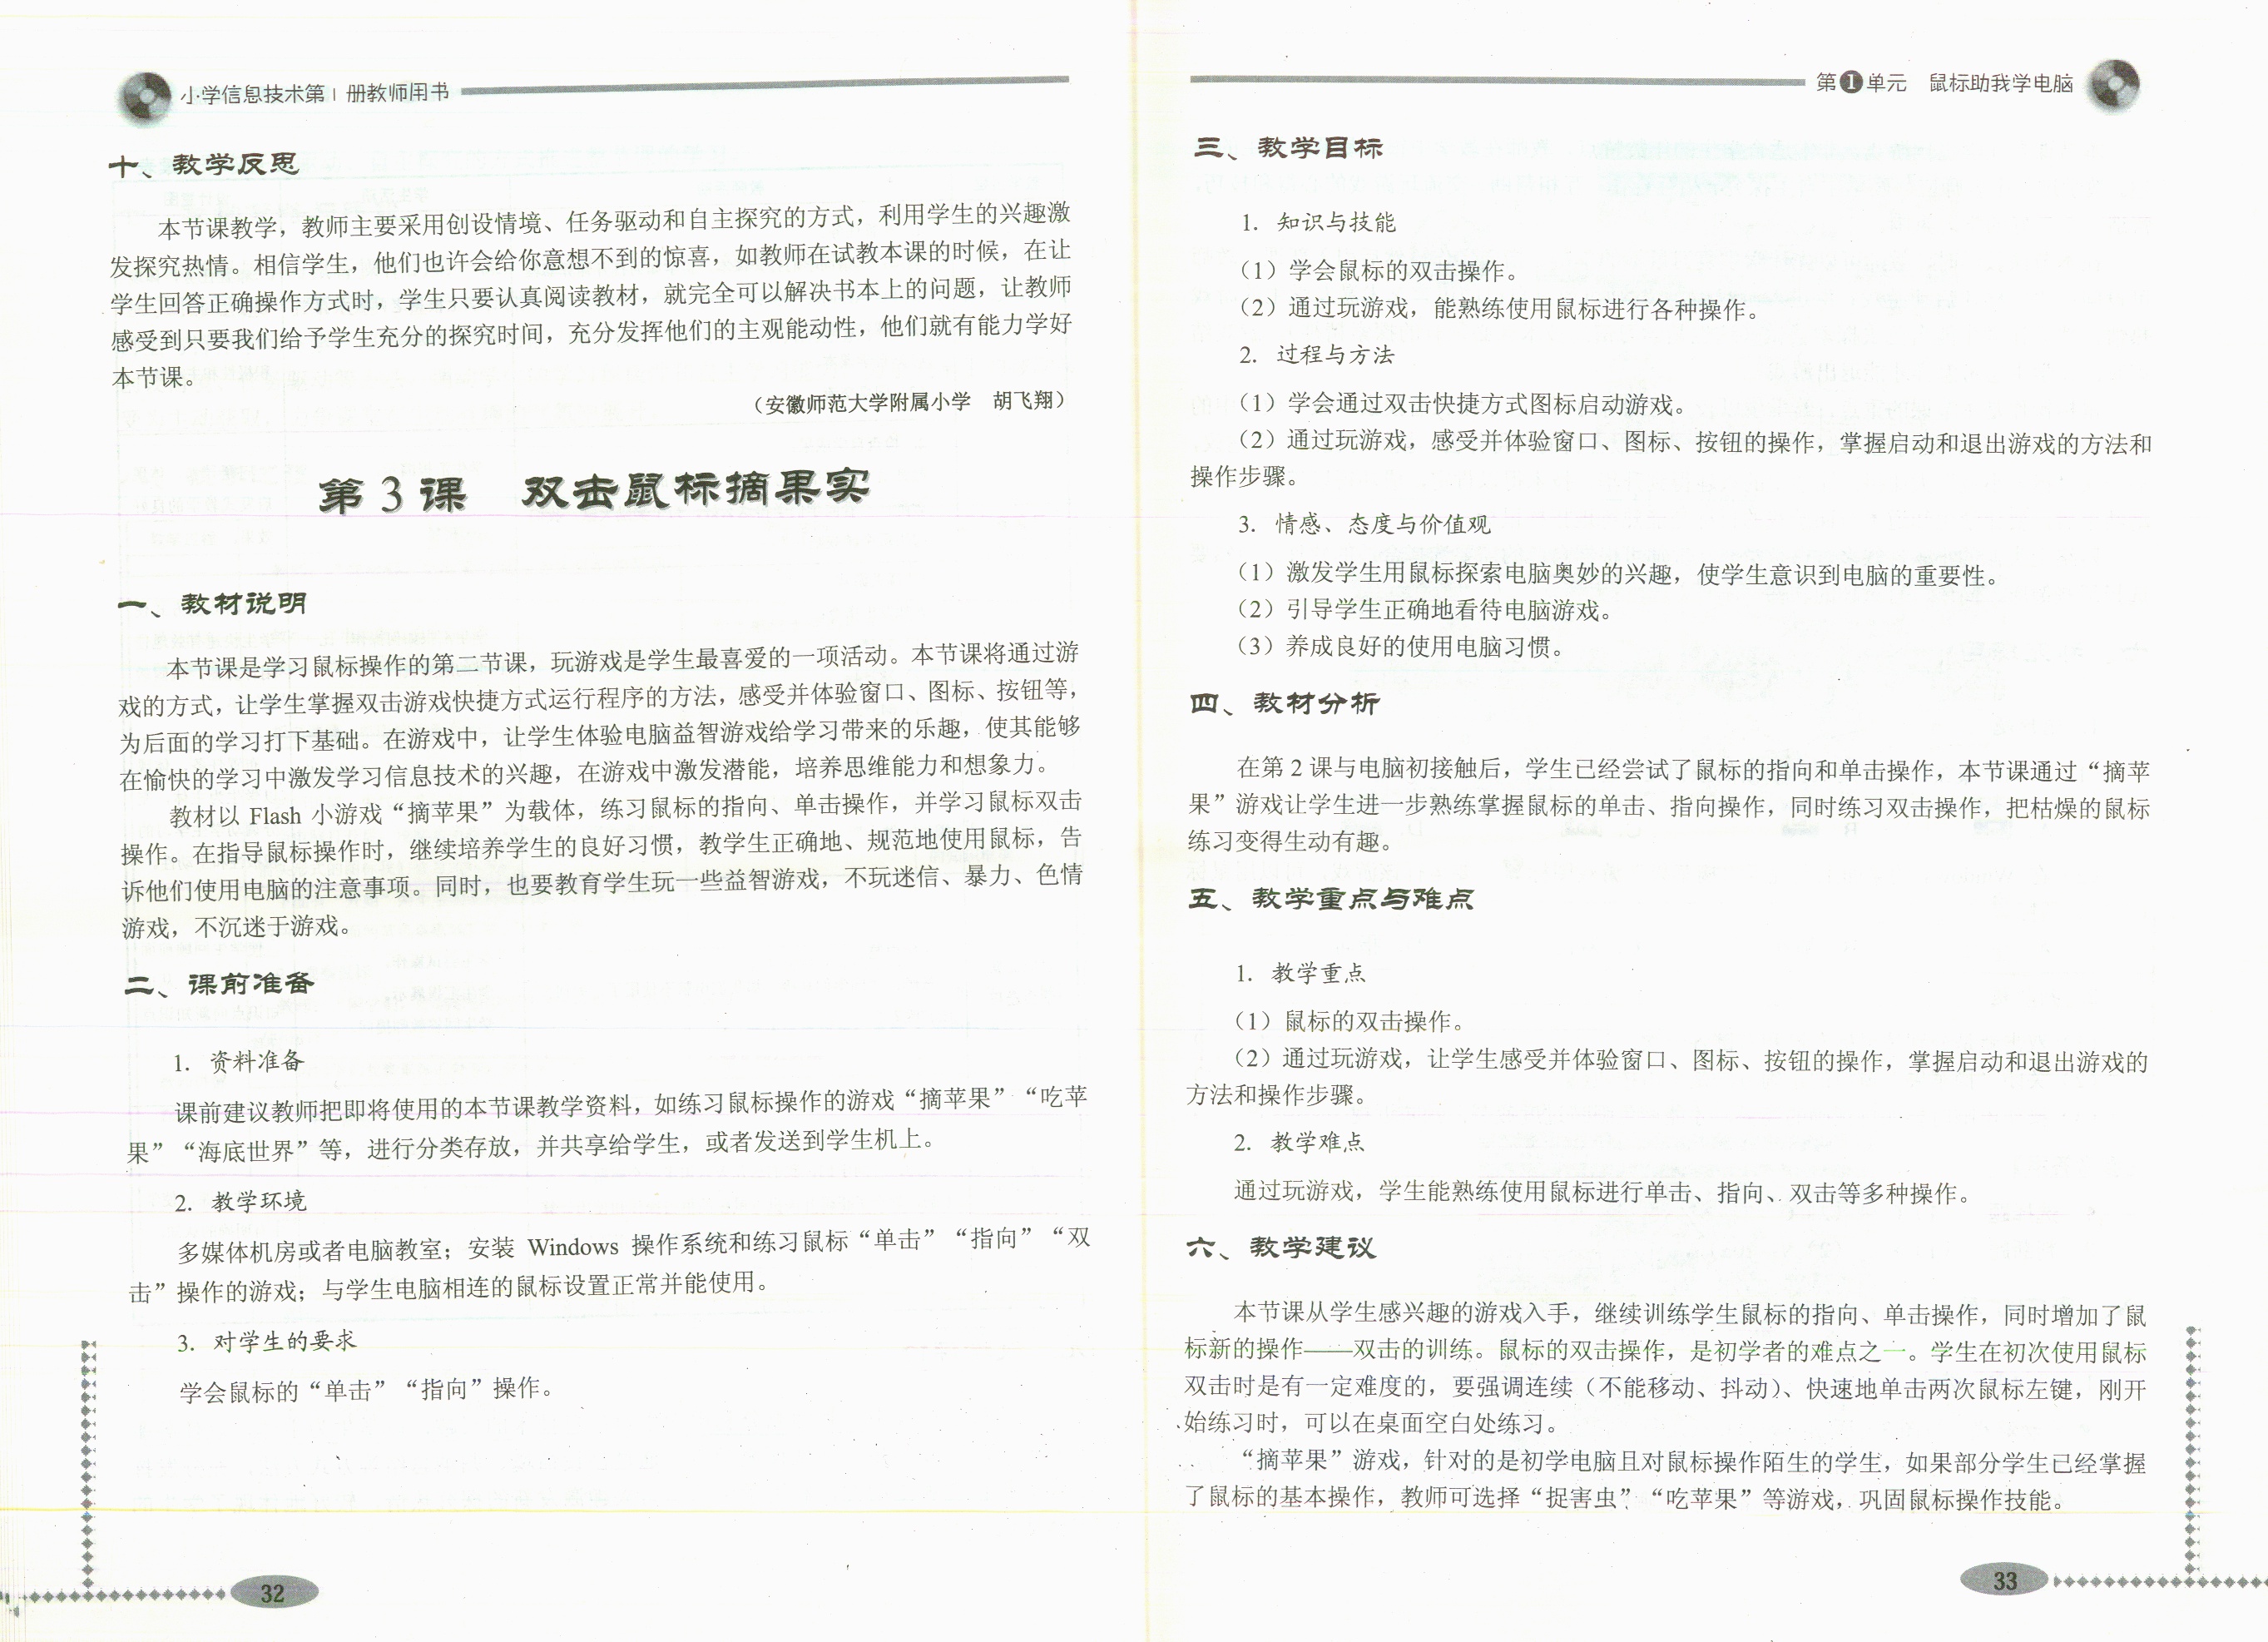 小学信息技术第1册教师用书
十、教学反思
本节课教学，教师主要采用创设情境、任务驱动和自主探究的方式，利用学生的兴趣激
发探究热情。相信学生，他们也许会给你意想不到的惊喜，如教师在试教本课的时候，在让
学生回答正确操作方式时，学生只要认真阅读教材，就完全可以解决书本上的问题，让教师
感受到只要我们给予学生充分的探究时间，充分发挥他们的主观能动性，他们就有能力学好
本节课。
（安徽师范大学附属小学　胡飞翔）
第3课　双击鼠标摘果实
一、教材说明
本节课是学习鼠标操作的第二节课，玩游戏是学生最喜爱的一项活动。本节课将通过游
戏的方式，让学生掌握双击游戏快捷方式运行程序的方法，感受并体验窗口、图标、按钮等，
为后面的学习打下基础。在游戏中，让学生体验电脑益智游戏给学习带来的乐趣，使其能够
在愉快的学习中激发学习信息技术的兴趣，在游戏中激发潜能，培养思维能力和想象力。
教材以 Flash 小游戏“摘苹果”为载体，练习鼠标的指向、单击操作，并学习鼠标双击
操作。在指导鼠标操作时，继续培养学生的良好习惯，教学生正确地、规范地使用鼠标，告
诉他们使用电脑的注意事项。同时，也要教育学生玩一些益智游戏，不玩迷信、暴力、色情
游戏，不沉迷于游戏。
二、课前准备
1. 资料准备
课前建议教师把即将使用的本节课教学资料，如练习鼠标操作的游戏“摘苹果”“吃苹
果”“海底世界”等，进行分类存放，并共享给学生，或者发送到学生机上。
2. 教学环境
多媒体机房或者电脑教室；安装 Windows 操作系统和练习鼠标“单击”“指向”“双
击”操作的游戏；与学生电脑相连的鼠标设置正常并能使用。
3. 对学生的要求
学会鼠标的“单击”“指向”操作。
32
第1单元　鼠标助我学电脑
三、教学目标
1. 知识与技能
（1）学会鼠标的双击操作。
（2）通过玩游戏，能熟练使用鼠标进行各种操作。
2. 过程与方法
（1）学会通过双击快捷方式图标启动游戏。
（2）通过玩游戏，感受并体验窗口、图标、按钮的操作，掌握启动和退出游戏的方法和
操作步骤。
3. 情感、态度与价值观
（1）激发学生用鼠标探索电脑奥妙的兴趣，使学生意识到电脑的重要性。
（2）引导学生正确地看待电脑游戏。
（3）养成良好的使用电脑习惯。
四、教材分析
在第 2 课与电脑初接触后，学生已经尝试了鼠标的指向和单击操作，本节课通过“摘苹
果”游戏让学生进一步熟练掌握鼠标的单击、指向操作，同时练习双击操作，把枯燥的鼠标
练习变得生动有趣。
五、教学重点与难点
1. 教学重点
（1）鼠标的双击操作。
（2）通过玩游戏，让学生感受并体验窗口、图标、按钮的操作，掌握启动和退出游戏的
方法和操作步骤。
2. 教学难点
通过玩游戏，学生能熟练使用鼠标进行单击、指向、双击等多种操作。
六、教学建议
本节课从学生感兴趣的游戏入手，继续训练学生鼠标的指向、单击操作，同时增加了鼠
标新的操作——双击的训练。鼠标的双击操作，是初学者的难点之一。学生在初次使用鼠标
双击时是有一定难度的，要强调连续（不能移动、抖动）、快速地单击两次鼠标左键，刚开
始练习时，可以在桌面空白处练习。
“摘苹果”游戏，针对的是初学电脑且对鼠标操作陌生的学生，如果部分学生已经掌握
了鼠标的基本操作，教师可选择“捉害虫”“吃苹果”等游戏，巩固鼠标操作技能。
33